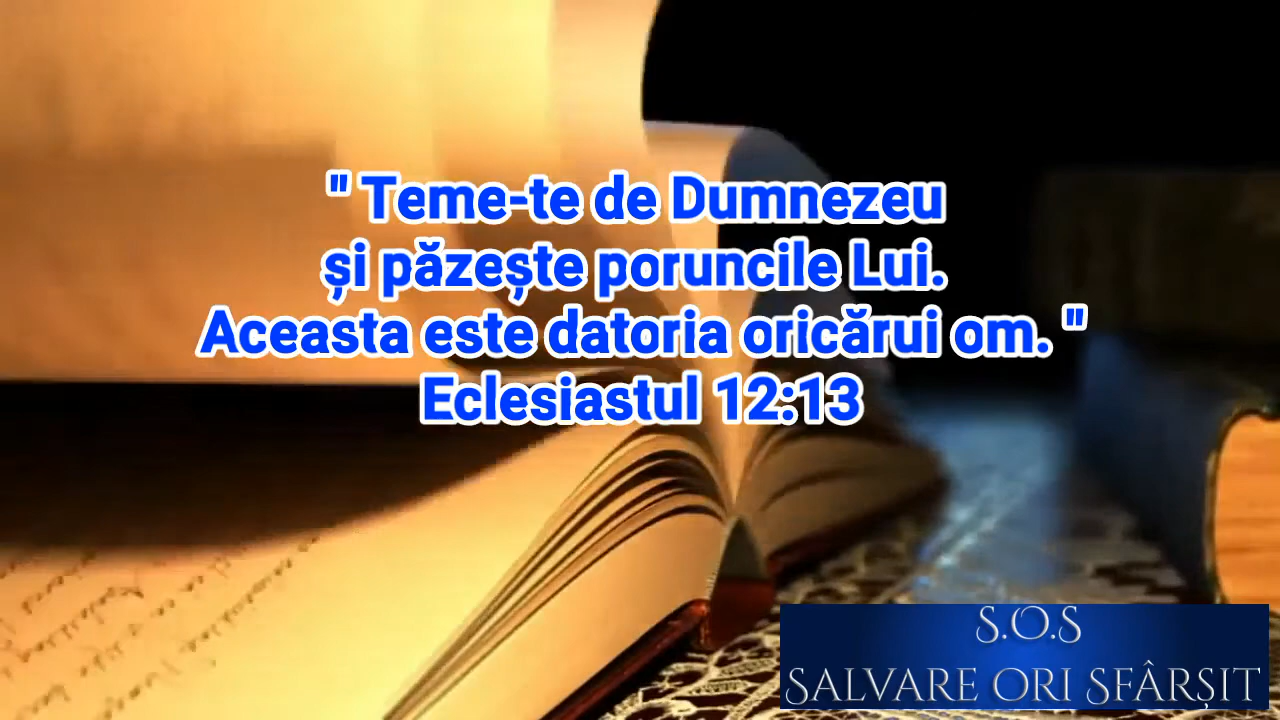 " Teme-te de Dumnezeu
și păzește poruncile Lui.
Aceasta este datoria oricărui om. "
Eclesiastul 12:13
S.O.S
SALVARE ORI SFÂRȘIT